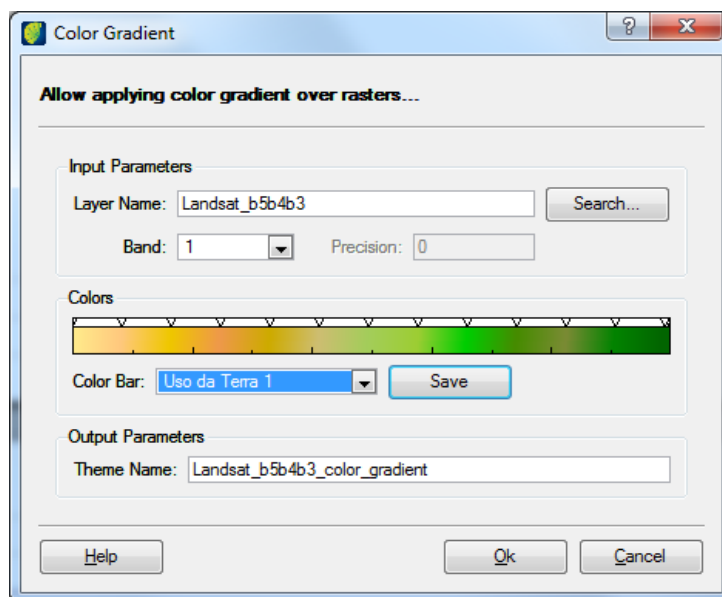 Color Gradient
Allow applying color gradient over rasters...
Input Parameters
Layer Name: Landsat_b5b4b3 Search...
Band: 1 Precision: 0
Colors
Color Bar: Uso da Terra 1 Save
Output Parameters
Theme Name: Landsat_b5b4b3_color_gradient
Help Ok Cancel